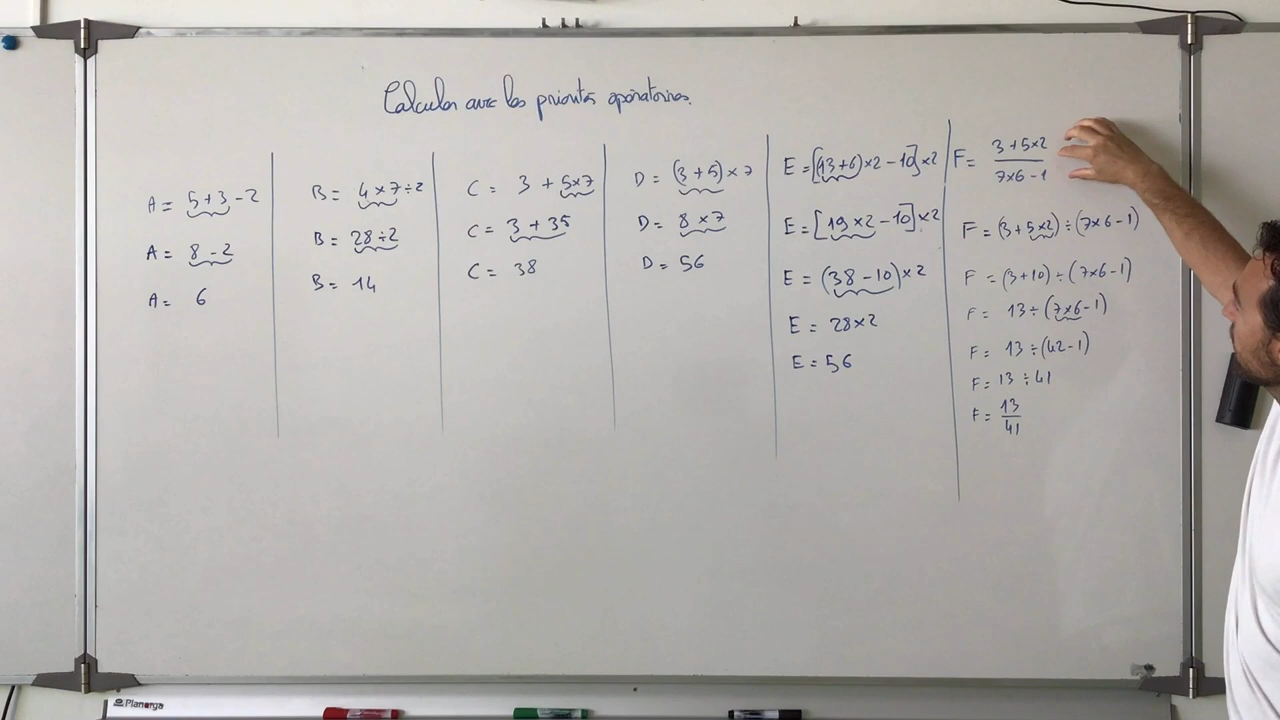 Calculer avec les priorités opératoires.
A = 5+3-2
A = 8-2
A = 6
B = 4×7÷2
B = 28÷2
B = 14
C = 3+5×7
C = 3+35
C = 38
D = (3+5)×7
D = 8×7
D = 56
E = [(13+6)×2-10]×2
E = [19×2-10]×2
E = (38-10)×2
E = 28×2
E = 56
F = \frac{3+5×2}{7×6-1}
F = (3+5×2)÷(7×6-1)
F = (3+10)÷(7×6-1)
F = 13÷(7×6-1)
F = 13÷(42-1)
F = 13÷41
F = \frac{13}{41}
Planorga